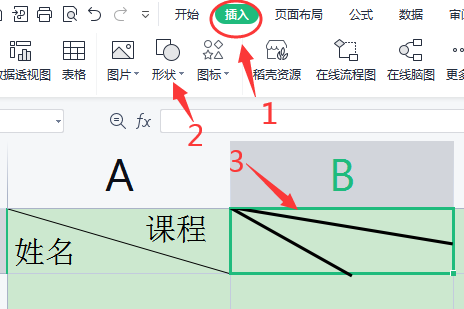 开始 插入 页面布局 公式 数据
数据透视图 表格 图片 形状 图标 稻壳资源 在线流程图 在线脑图 更多
1
2
fx
3
A B
课程
姓名